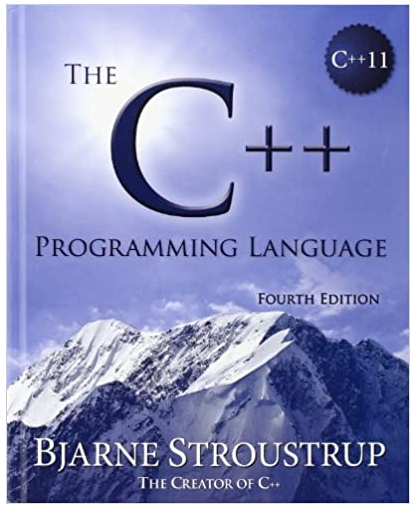 THE
C++11
C++
PROGRAMMING LANGUAGE
FOURTH EDITION
BJARNE STROUSTRUP
THE CREATOR OF C++